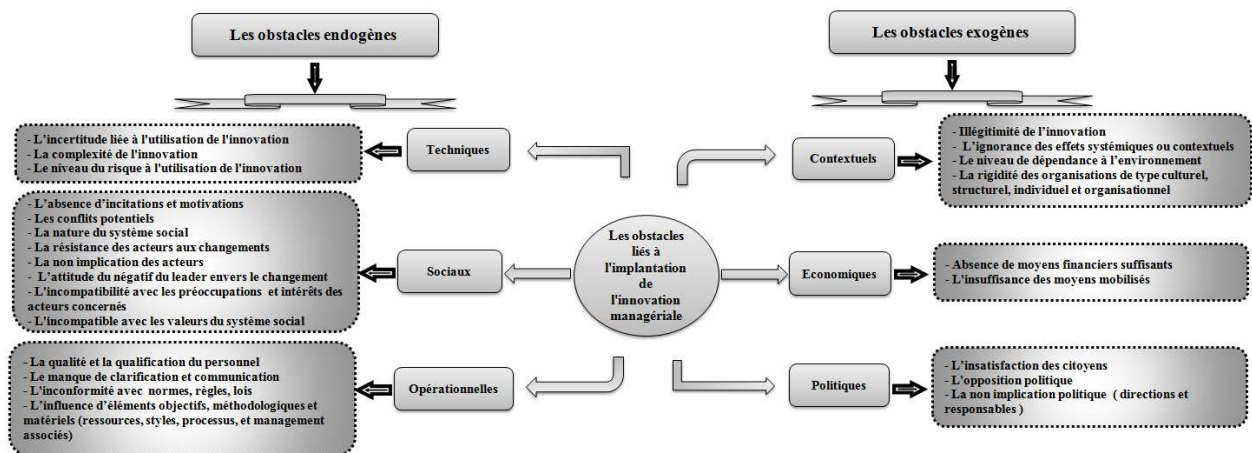 Les obstacles endogènes
Les obstacles exogènes
- L'incertitude liée à l'utilisation de l'innovation
- La complexité de l'innovation
- Le niveau du risque à l'utilisation de l'innovation
Techniques
Contextuels
- Illégitimité de l'innovation
- L'ignorance des effets systémiques ou contextuels
- Le niveau de dépendance à l'environnement
- La rigidité des organisations de type culturel,
structurel, individuel et organisationnel
- L'absence d'incitations et motivations
- Les conflits potentiels
- La nature du système social
- La résistance des acteurs aux changements
- La non implication des acteurs
- L'attitude du négatif du leader envers le changement
- L'incompatibilité avec les préoccupations et intérêts des
acteurs concernés
- L'incompatible avec les valeurs du système social
Sociaux
Les obstacles
liés à
l'implantation
de
l'innovation
managériale
Economiques
- Absence de moyens financiers suffisants
- L'insuffisance des moyens mobilisés
- La qualité et la qualification du personnel
- Le manque de clarification et communication
- L'inconformité avec normes, règles, lois
- L'influence d'éléments objectifs, méthodologiques et
matériels (ressources, styles, processus, et management
associés)
Opérationnelles
Politiques
- L'insatisfaction des citoyens
- L'opposition politique
- La non implication politique ( directions et
responsables )